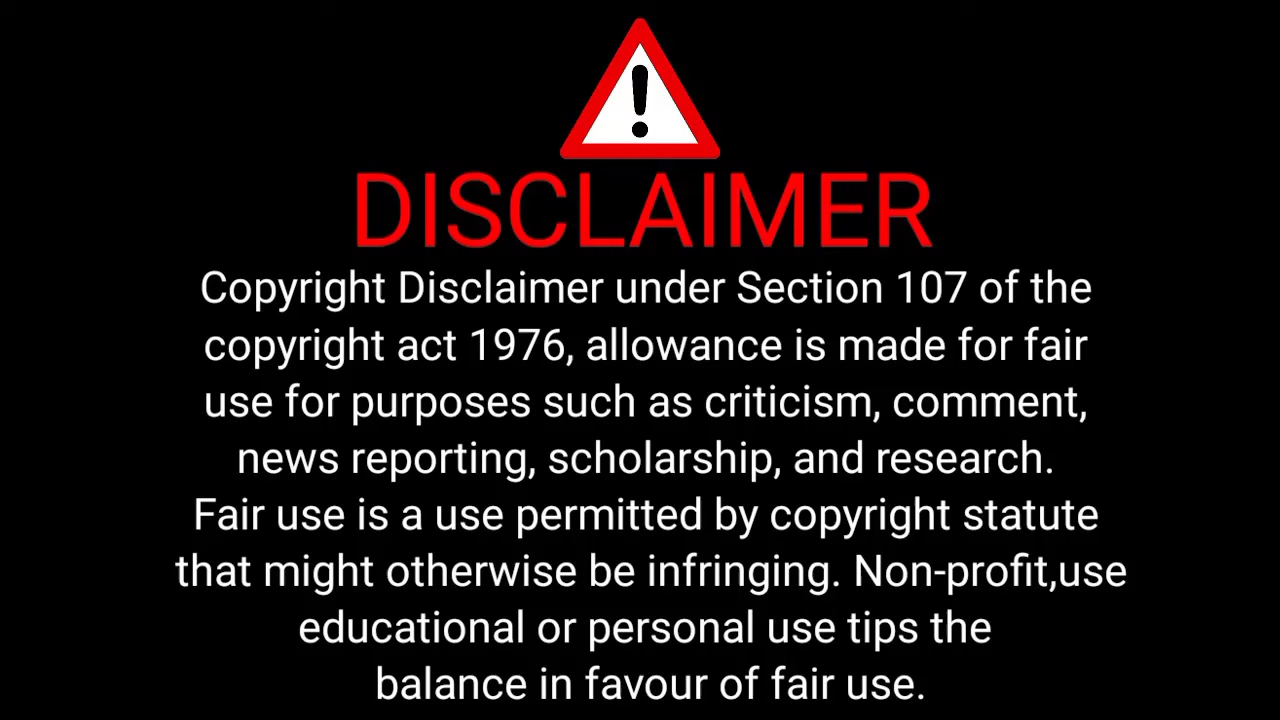 DISCLAIMER
Copyright Disclaimer under Section 107 of the
copyright act 1976, allowance is made for fair
use for purposes such as criticism, comment,
news reporting, scholarship, and research.
Fair use is a use permitted by copyright statute
that might otherwise be infringing. Non-profit,use
educational or personal use tips the
balance in favour of fair use.